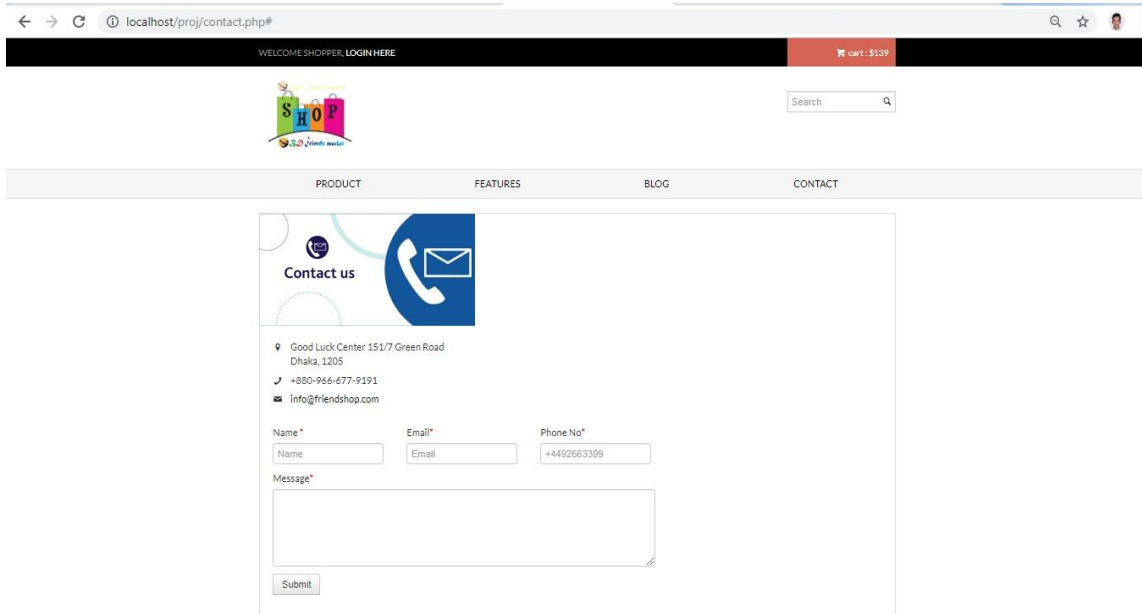 localhost/proj/contact.php#
WELCOME SHOPPER, LOGIN HERE
cart : $139
SHOP
friends market
Search
PRODUCT FEATURES BLOG CONTACT
Contact us
Good Luck Center 151/7 Green Road
Dhaka, 1205
+880-966-677-9191
info@friendshop.com
Name* Email* Phone No*
Name Email +4492663399
Message*
Submit